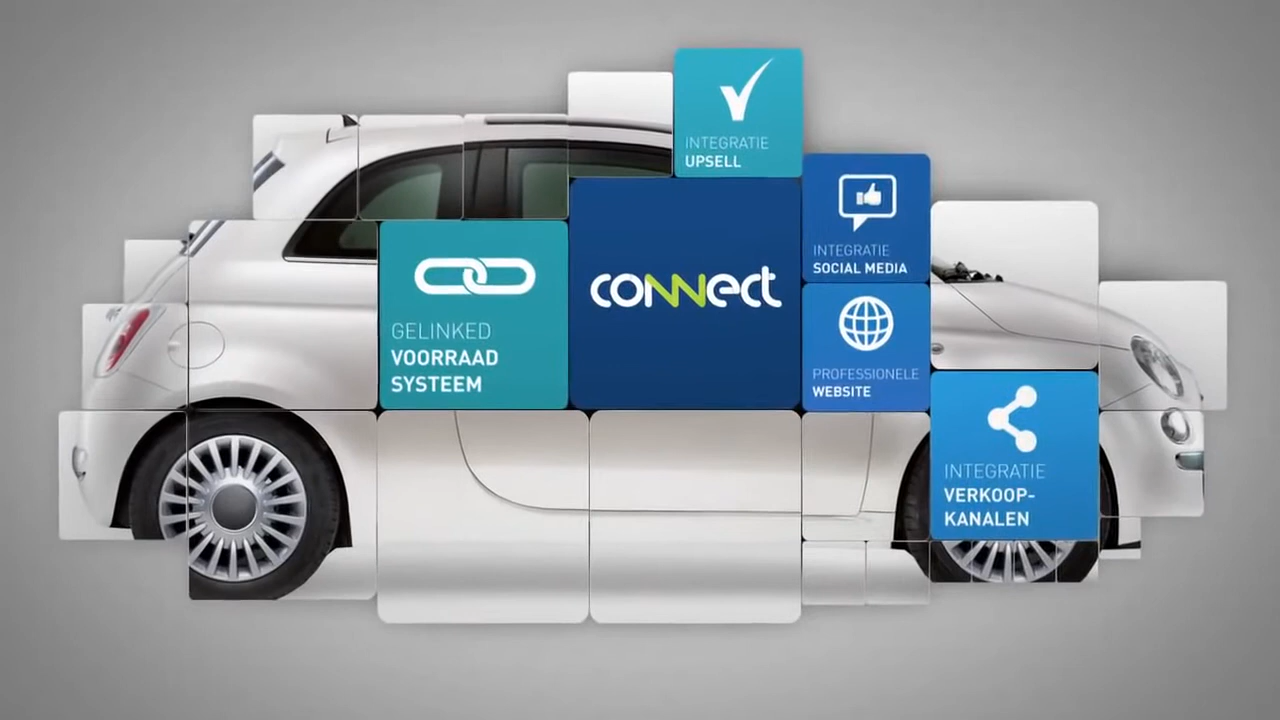 INTEGRATIE
UPSELL
INTEGRATIE
SOCIAL MEDIA
GELINKED
VOORRAAD
SYSTEEM
connect
PROFESSIONELE
WEBSITE
INTEGRATIE
VERKOOP-
KANALEN